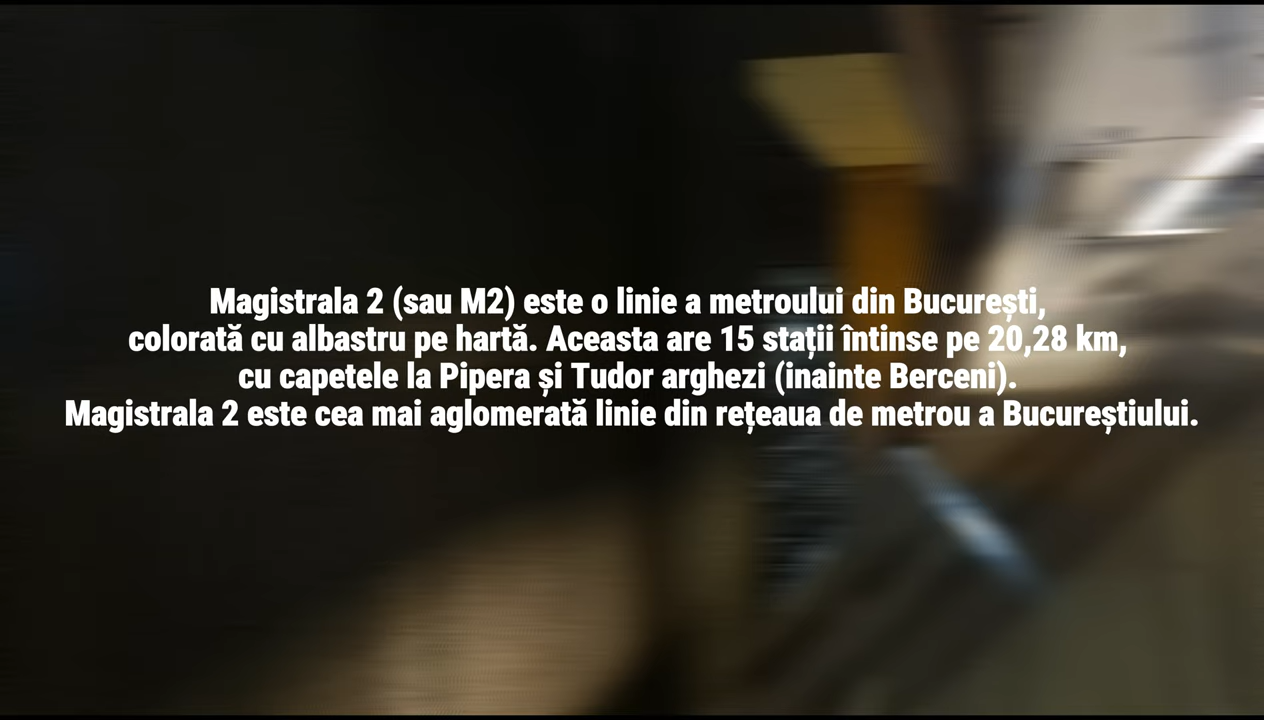 Magistrala 2 (sau M2) este o linie a metroului din București,
colorată cu albastru pe hartă. Aceasta are 15 stații întinse pe 20,28 km,
cu capetele la Pipera și Tudor arghezi (inainte Berceni).
Magistrala 2 este cea mai aglomerată linie din rețeaua de metrou a Bucureștiului.